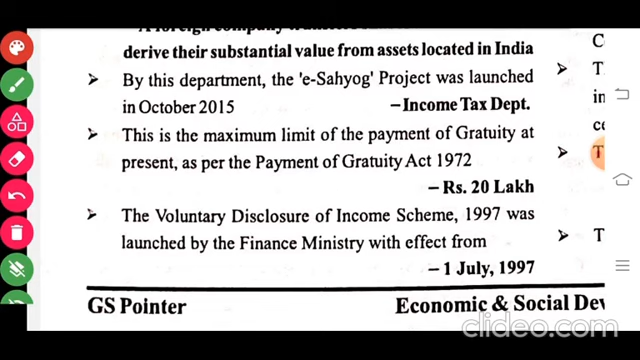 derive their substantial value from assets located in India
➤ By this department, the 'e-Sahyog' Project was launched
in October 2015 –Income Tax Dept.
➤ This is the maximum limit of the payment of Gratuity at
present, as per the Payment of Gratuity Act 1972
–Rs. 20 Lakh
➤ The Voluntary Disclosure of Income Scheme, 1997 was
launched by the Finance Ministry with effect from
–1 July, 1997
GS Pointer Economic & Social Dev
C
➤ T
in
ce
➤ T
➤ T
clideo.com